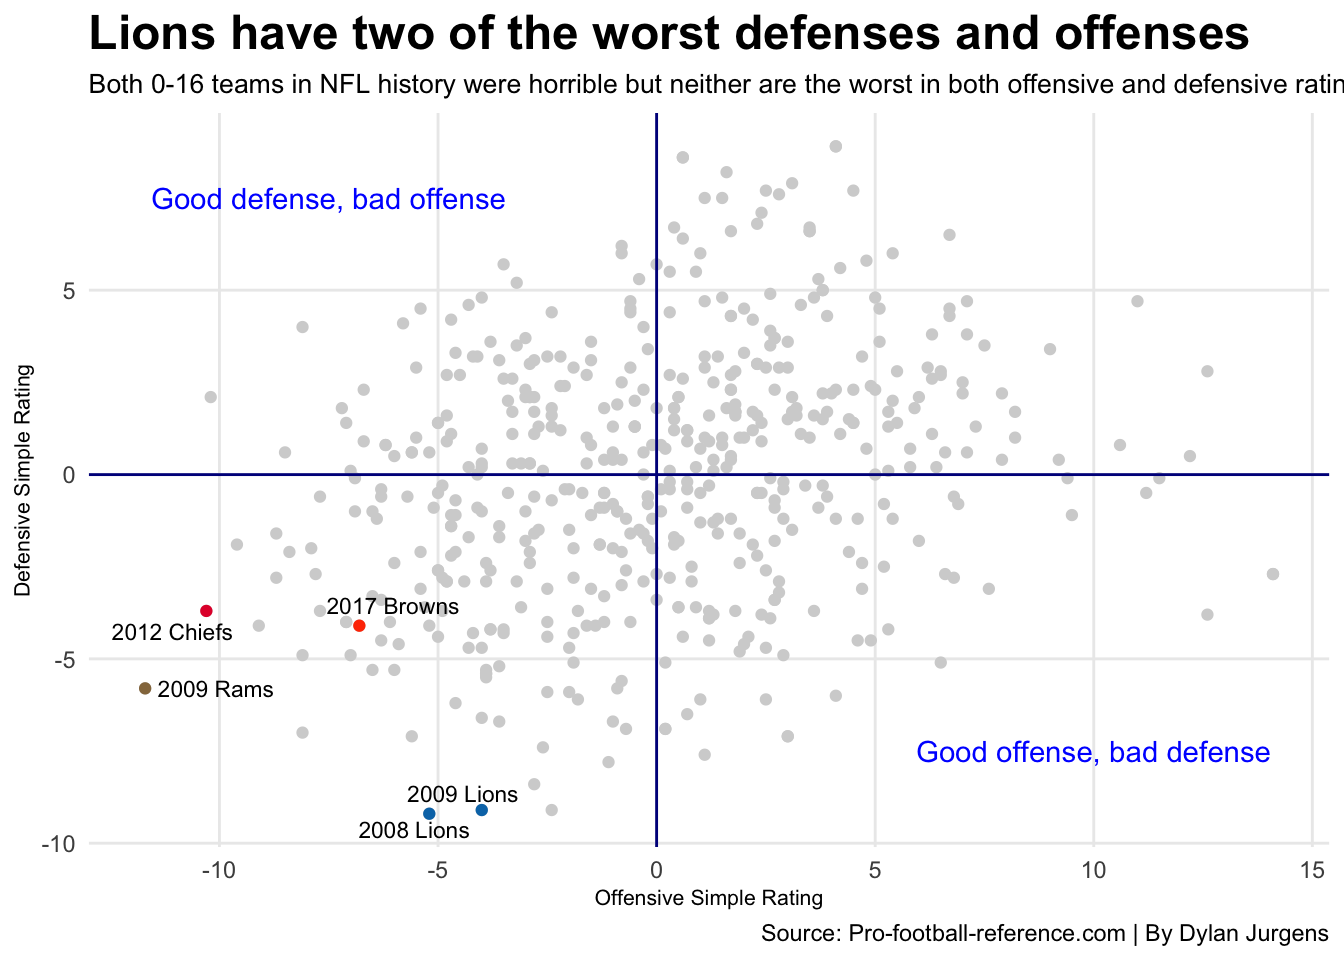 Lions have two of the worst defenses and offenses
Both 0-16 teams in NFL history were horrible but neither are the worst in both offensive and defensive ratin
Good defense, bad offense
5
0
-5
-10
Defensive Simple Rating
2017 Browns
2012 Chiefs
2009 Rams
Good offense, bad defense
2009 Lions
2008 Lions
-10
-5
0
5
10
15
Offensive Simple Rating
Source: Pro-football-reference.com | By Dylan Jurgens